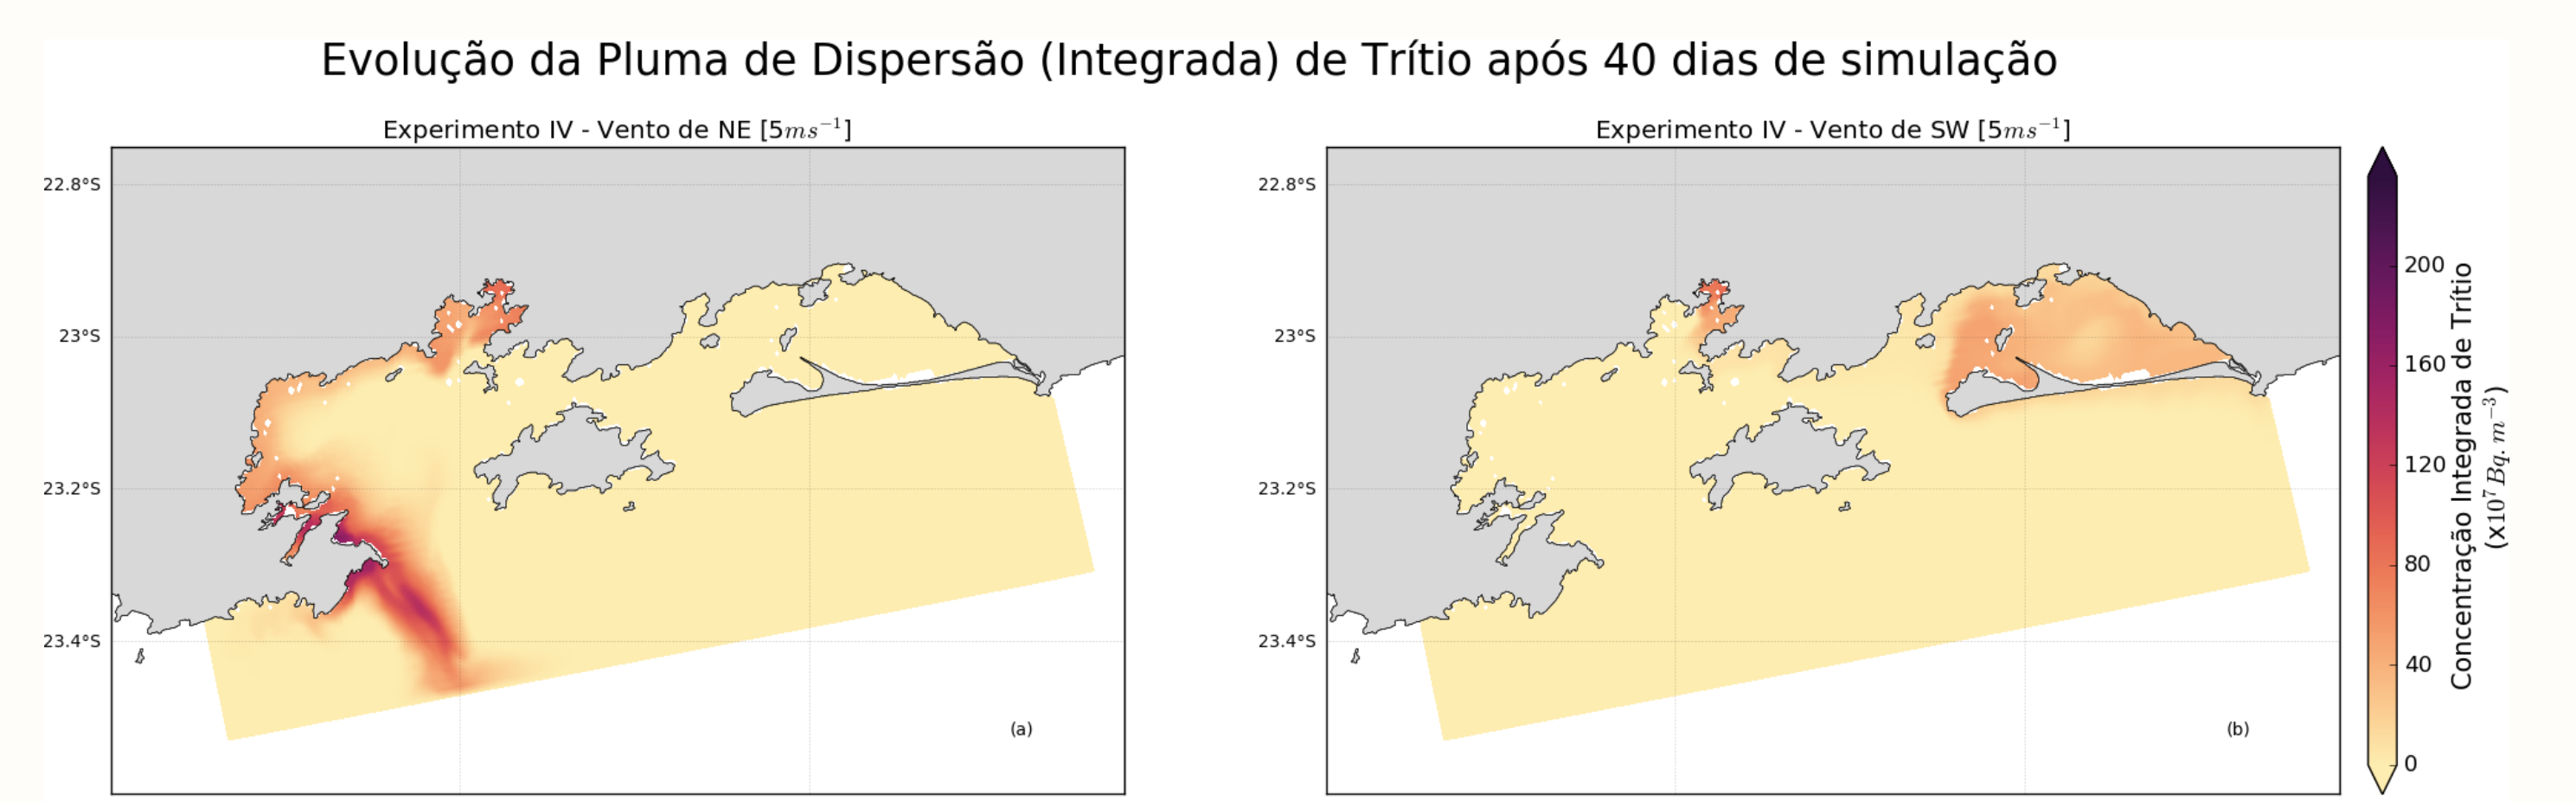 Evolução da Pluma de Dispersão (Integrada) de Trítio após 40 dias de simulação
Experimento IV - Vento de NE [5ms⁻¹]
22.8°S
23°S
23.2°S
23.4°S
(a)
Experimento IV - Vento de SW [5ms⁻¹]
22.8°S
23°S
23.2°S
23.4°S
(b)
200
160
120
80
40
0
Concentração Integrada de Trítio
(x10⁷Bq.m⁻³)